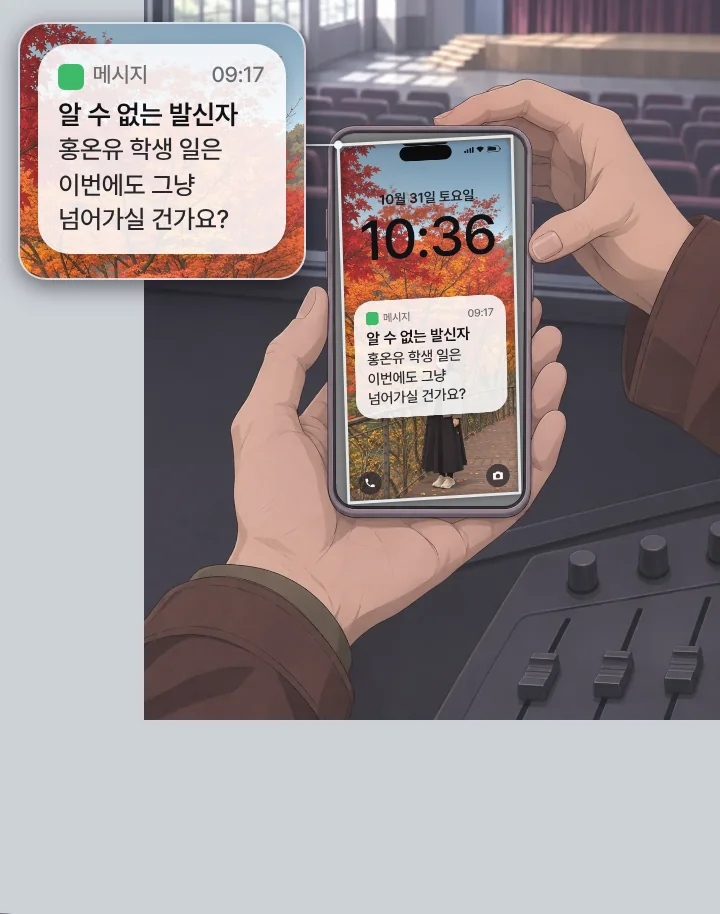 메시지 09:17
알 수 없는 발신자
홍온유 학생 일은
이번에도 그냥
넘어가실 건가요?
10월 31일 토요일
10:36
메시지 09:17
알 수 없는 발신자
홍온유 학생 일은
이번에도 그냥
넘어가실 건가요?